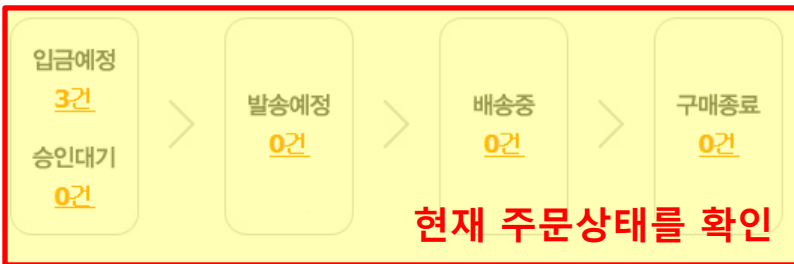 입금예정
3건
승인대기
0건
발송예정
0건
배송중
0건
구매종료
0건
현재 주문상태를 확인